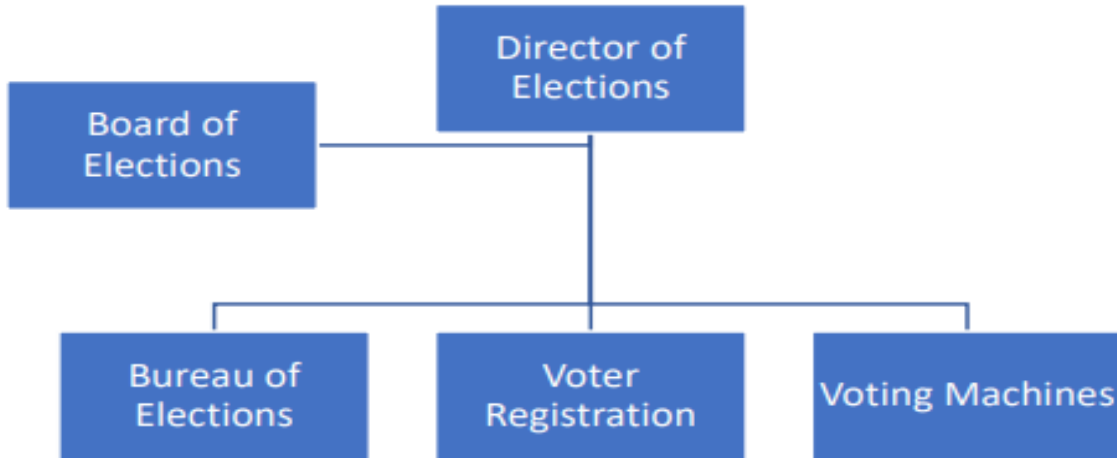 Director of
Elections
Board of
Elections
Bureau of
Elections
Voter
Registration
Voting Machines